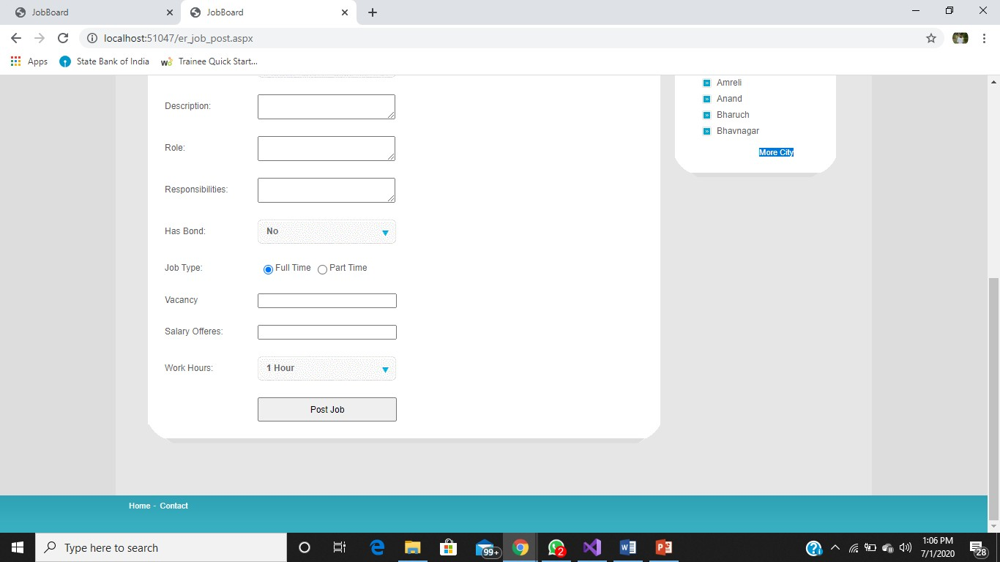 JobBoard
JobBoard
localhost:51047/er_job_post.aspx
Apps
State Bank of India
Trainee Quick Start...
Description:
Role:
Responsibilities:
Has Bond:
No
Job Type:
Full Time
Part Time
Vacancy
Salary Offeres:
Work Hours:
1 Hour
Post Job
Amreli
Anand
Bharuch
Bhavnagar
More City
Home - Contact
Type here to search
99+
2
1:06 PM
7/1/2020
28